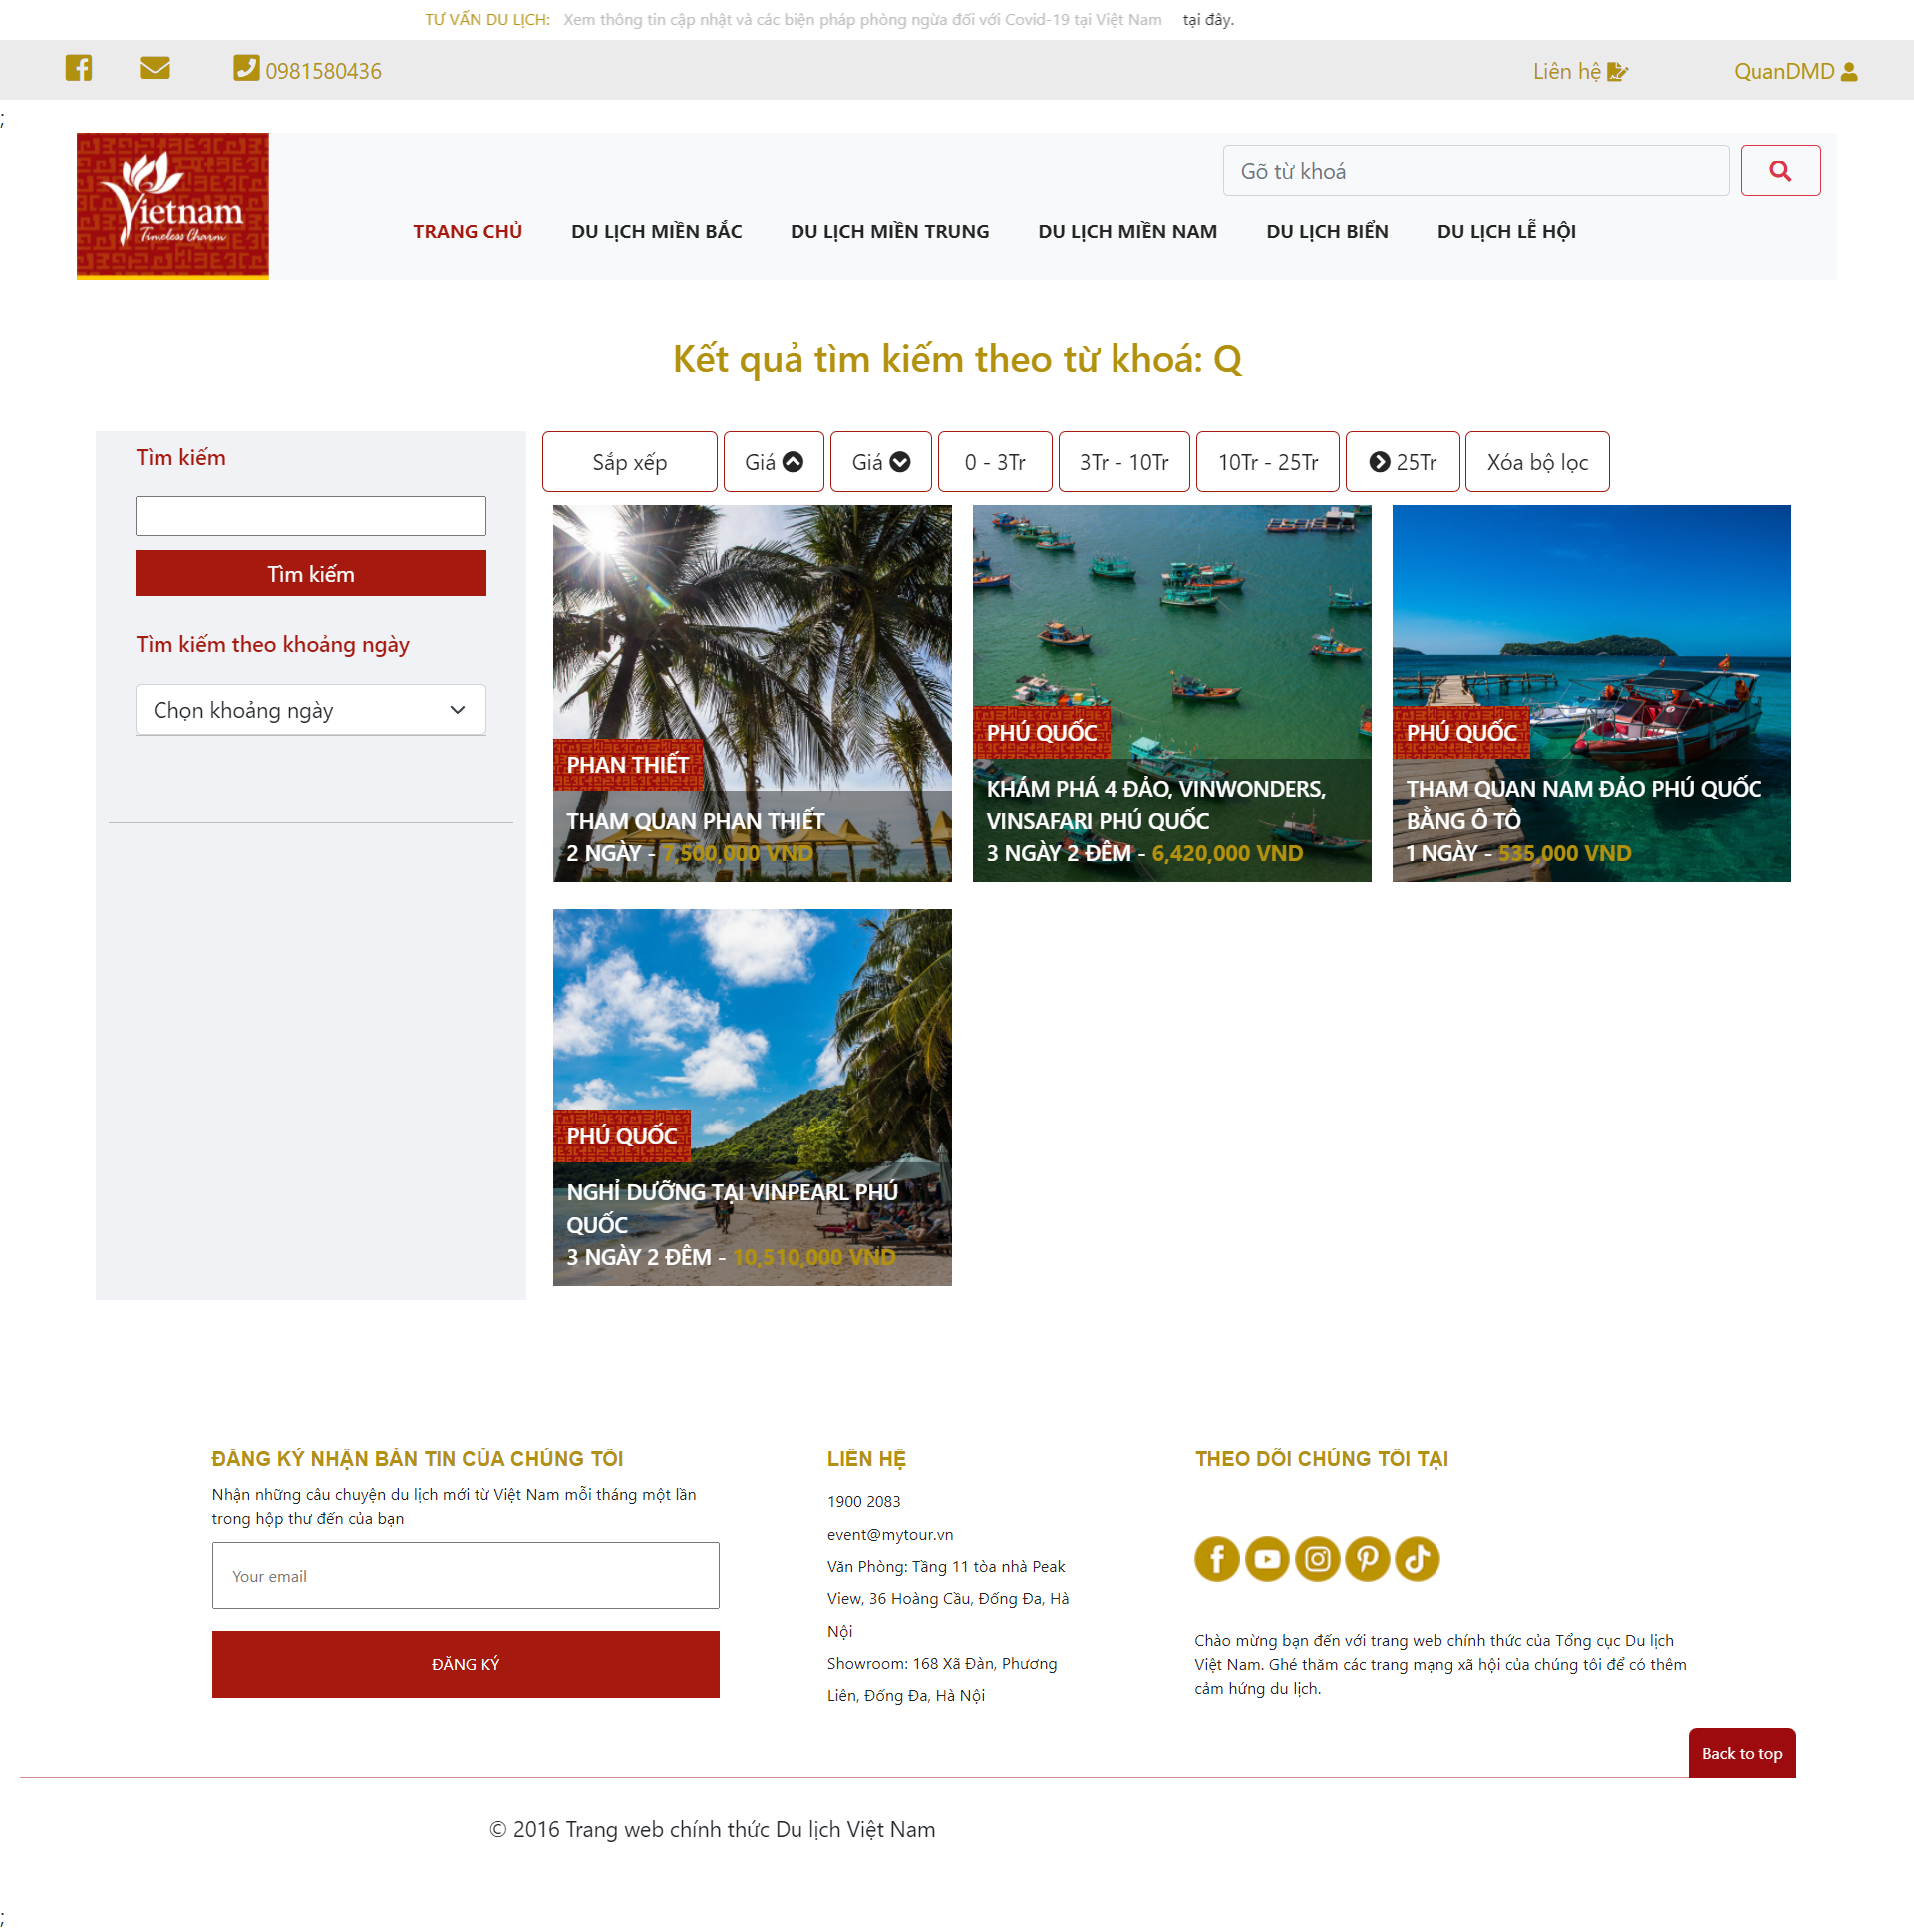 TƯ VẤN DU LỊCH: Xem thông tin cập nhật và các biện pháp phòng ngừa đối với Covid-19 tại Việt Nam tại đây.
0981580436
Liên hệ
QuanDMD
;
Vietnam
Timeless Charm
Gõ từ khoá
TRANG CHỦ
DU LỊCH MIỀN BẮC
DU LỊCH MIỀN TRUNG
DU LỊCH MIỀN NAM
DU LỊCH BIỂN
DU LỊCH LỄ HỘI
Kết quả tìm kiếm theo từ khoá: Q
Tìm kiếm
Tìm kiếm
Tìm kiếm theo khoảng ngày
Chọn khoảng ngày
Sắp xếp
Giá
Giá
0 - 3Tr
3Tr - 10Tr
10Tr - 25Tr
25Tr
Xóa bộ lọc
PHAN THIẾT
THAM QUAN PHAN THIẾT
2 NGÀY - 7,500,000 VND
PHÚ QUỐC
KHÁM PHÁ 4 ĐẢO, VINWONDERS,
VINSAFARI PHÚ QUỐC
3 NGÀY 2 ĐÊM - 6,420,000 VND
PHÚ QUỐC
THAM QUAN NAM ĐẢO PHÚ QUỐC
BẰNG Ô TÔ
1 NGÀY - 535,000 VND
PHÚ QUỐC
NGHỈ DƯỠNG TẠI VINPEARL PHÚ
QUỐC
3 NGÀY 2 ĐÊM - 10,510,000 VND
ĐĂNG KÝ NHẬN BẢN TIN CỦA CHÚNG TÔI
Nhận những câu chuyện du lịch mới từ Việt Nam mỗi tháng một lần
trong hộp thư đến của bạn
Your email
ĐĂNG KÝ
LIÊN HỆ
1900 2083
event@mytour.vn
Văn Phòng: Tầng 11 tòa nhà Peak
View, 36 Hoàng Cầu, Đống Đa, Hà
Nội
Showroom: 168 Xã Đàn, Phương
Liên, Đống Đa, Hà Nội
THEO DÕI CHÚNG TÔI TẠI
Chào mừng bạn đến với trang web chính thức của Tổng cục Du lịch
Việt Nam. Ghé thăm các trang mạng xã hội của chúng tôi để có thêm
cảm hứng du lịch.
Back to top
© 2016 Trang web chính thức Du lịch Việt Nam
;